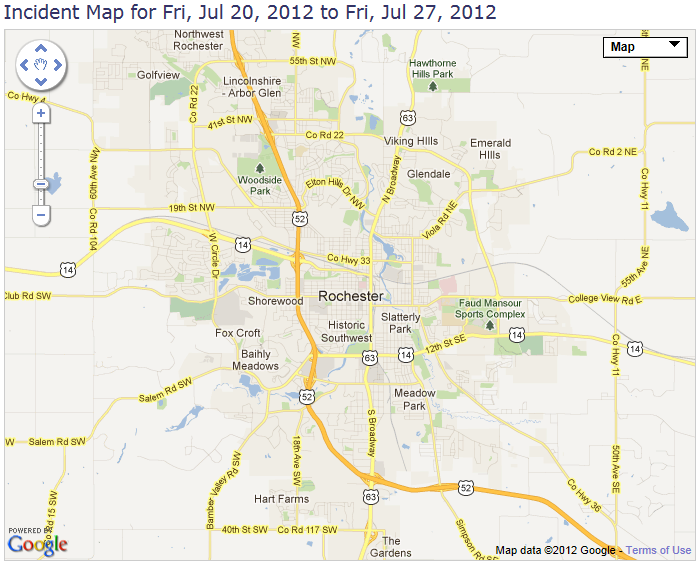 Incident Map for Fri, Jul 20, 2012 to Fri, Jul 27, 2012
Map
Northwest
Rochester
55th St NW
Hawthorne
Hills Park
NE
Golfview
Lincolnshire
- Arbor Glen
Co Rd 22
Co Hwy 4
63
41st St NW
Co Rd 22
Viking HIlls
Emerald
HIlls
Co Rd 2 NE
60th Ave NW
Co Rd 104
Woodside
Park
Elton Hills Dr NW
N Broadway
Glendale
Co Hwy 11
19th St NW
52
Viola Rd NE
W Circle Dr
14
14
Co Hwy 33
55th Ave NE
Club Rd SW
Shorewood
Rochester
College View Rd E
Faud Mansour
Sports Complex
Slatterly
Park
Fox Croft
Historic
Southwest
14
12th St SE
14
Co Hwy 11
Baihly
Meadows
63
14
Salem Rd SW
52
Meadow
Park
S Broadway
Salem Rd SW
18th Ave SW
50th Ave SE
Bamber Valley Rd SW
52
Co Hwy 36
Co Rd 15 SW
Hart Farms
63
40th St SW
Co Rd 117 SW
Simpson Rd SE
The
Gardens
POWERED BY
Google
Map data ©2012 Google - Terms of Use